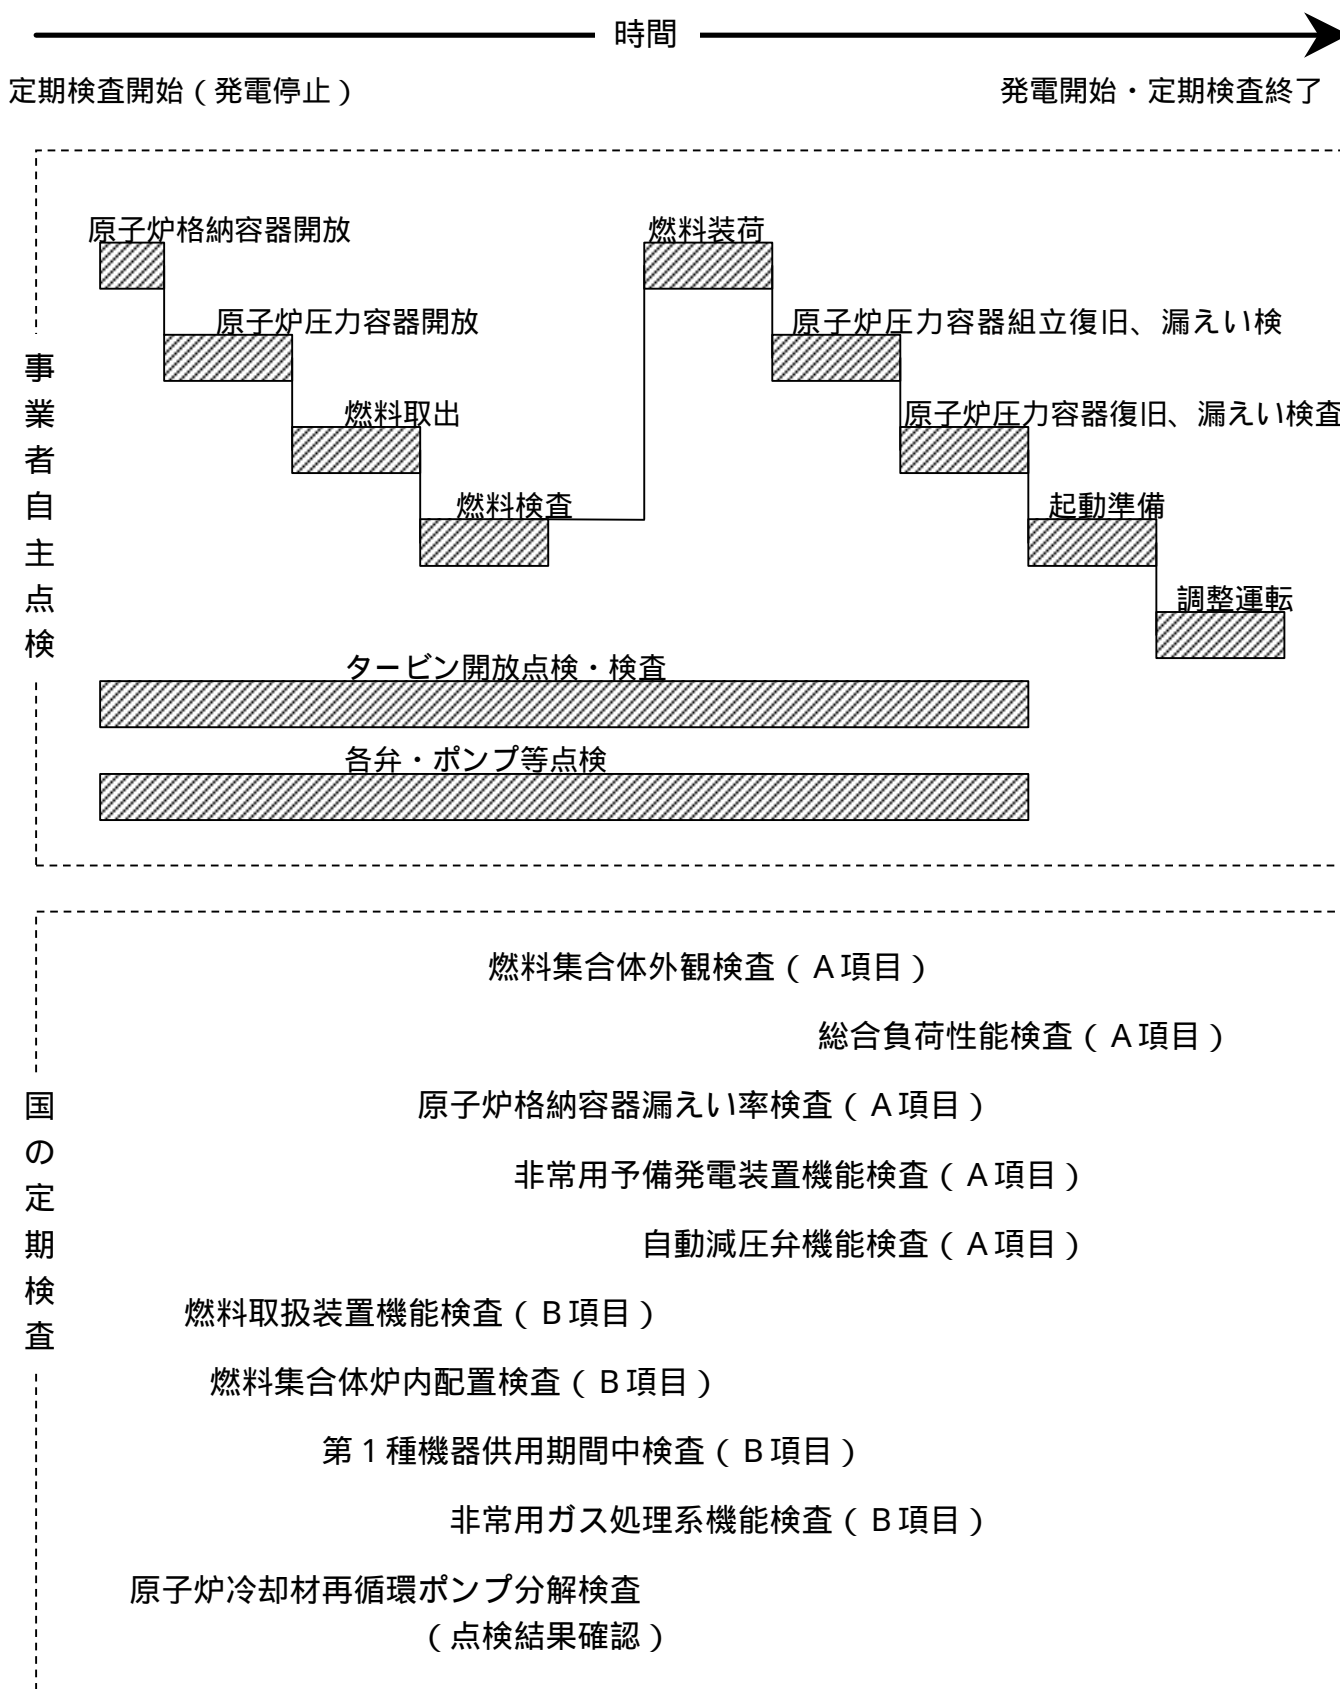 時間
定期検査開始（発電停止）
発電開始・定期検査終了
事業者自主点検
原子炉格納容器開放
燃料装荷
原子炉圧力容器開放
原子炉圧力容器組立復旧、漏えい検
燃料取出
原子炉圧力容器復旧、漏えい検査
燃料検査
起動準備
調整運転
タービン開放点検・検査
各弁・ポンプ等点検
国の定期検査
燃料集合体外観検査（Ａ項目）
総合負荷性能検査（Ａ項目）
原子炉格納容器漏えい率検査（Ａ項目）
非常用予備発電装置機能検査（Ａ項目）
自動減圧弁機能検査（Ａ項目）
燃料取扱装置機能検査（Ｂ項目）
燃料集合体炉内配置検査（Ｂ項目）
第１種機器供用期間中検査（Ｂ項目）
非常用ガス処理系機能検査（Ｂ項目）
原子炉冷却材再循環ポンプ分解検査
（点検結果確認）